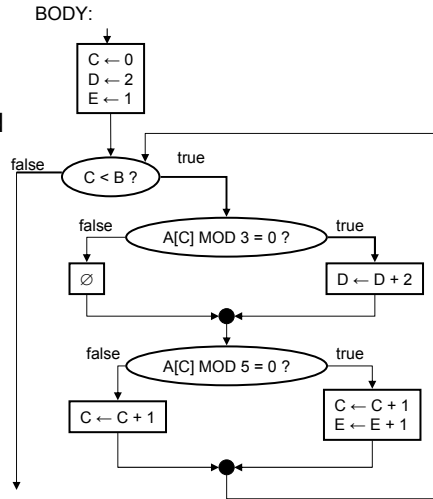 BODY:
C ← 0
D ← 2
E ← 1
false
C < B ?
true
false
A[C] MOD 3 = 0 ?
true
∅
D ← D + 2
false
A[C] MOD 5 = 0 ?
true
C ← C + 1
C ← C + 1
E ← E + 1